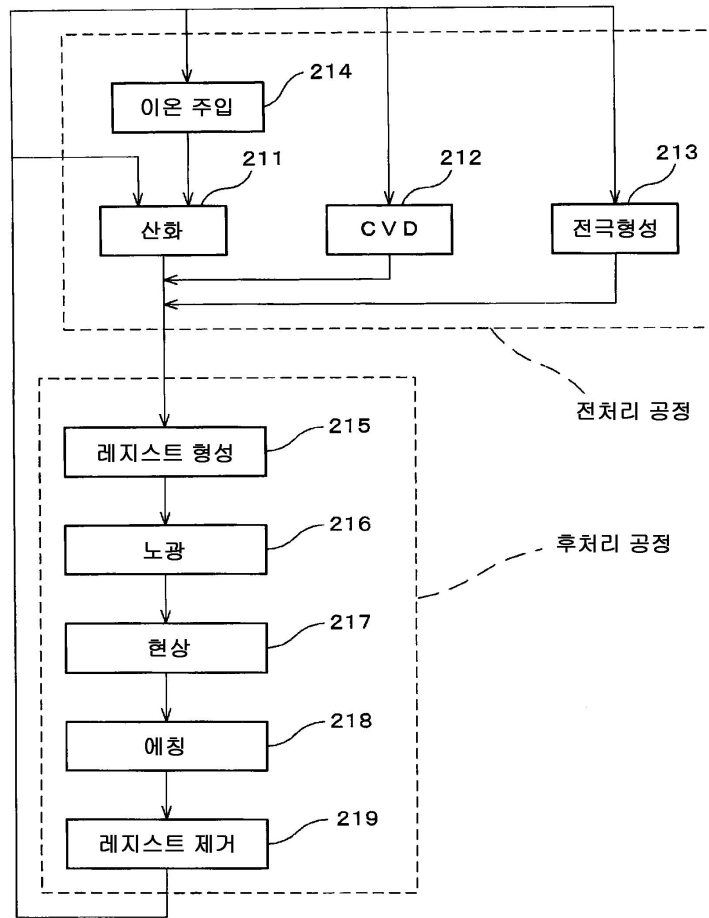 214
이온 주입
211
산화
212
CVD
213
전극형성
전처리 공정
215
레지스트 형성
216
노광
후처리 공정
217
현상
218
에칭
219
레지스트 제거